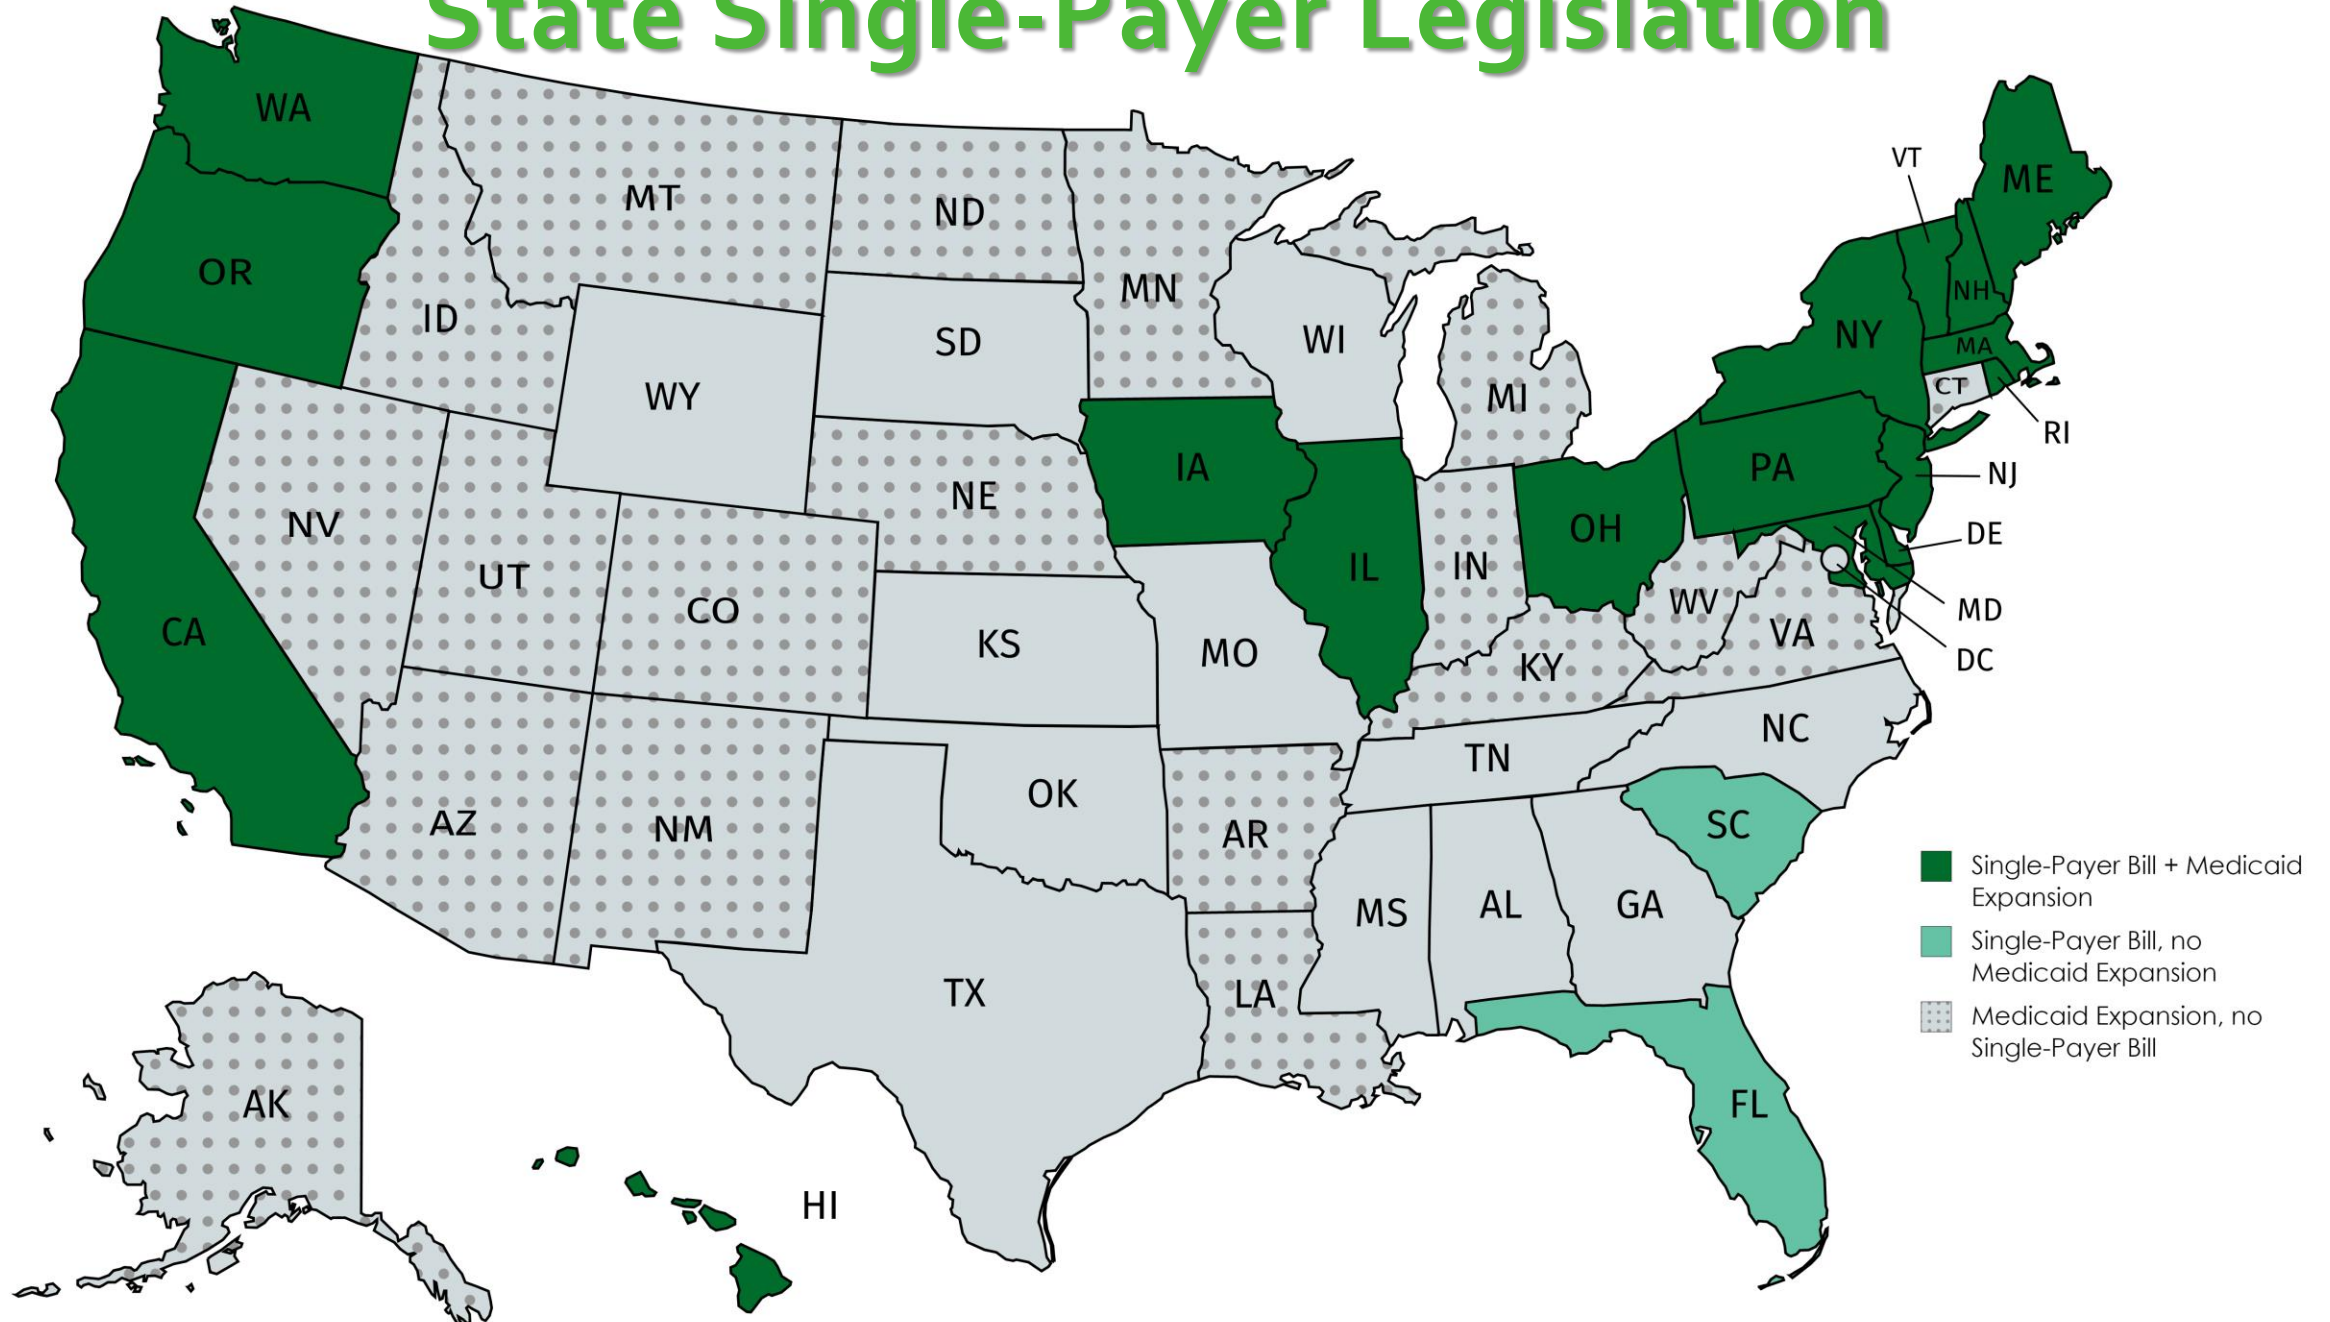 State Single-Payer Legislation
WA
MT
ND
MN
VT
ME
OR
ID
SD
WI
MI
NY
NH
MA
CT
RI
WY
IA
NE
PA
NJ
NV
UT
CO
IL
IN
OH
DE
CA
KS
MO
KY
WV
VA
MD
DC
AZ
NM
OK
AR
TN
NC
SC
MS
AL
GA
TX
LA
FL
AK
HI
Single-Payer Bill + Medicaid
Expansion
Single-Payer Bill, no
Medicaid Expansion
Medicaid Expansion, no
Single-Payer Bill